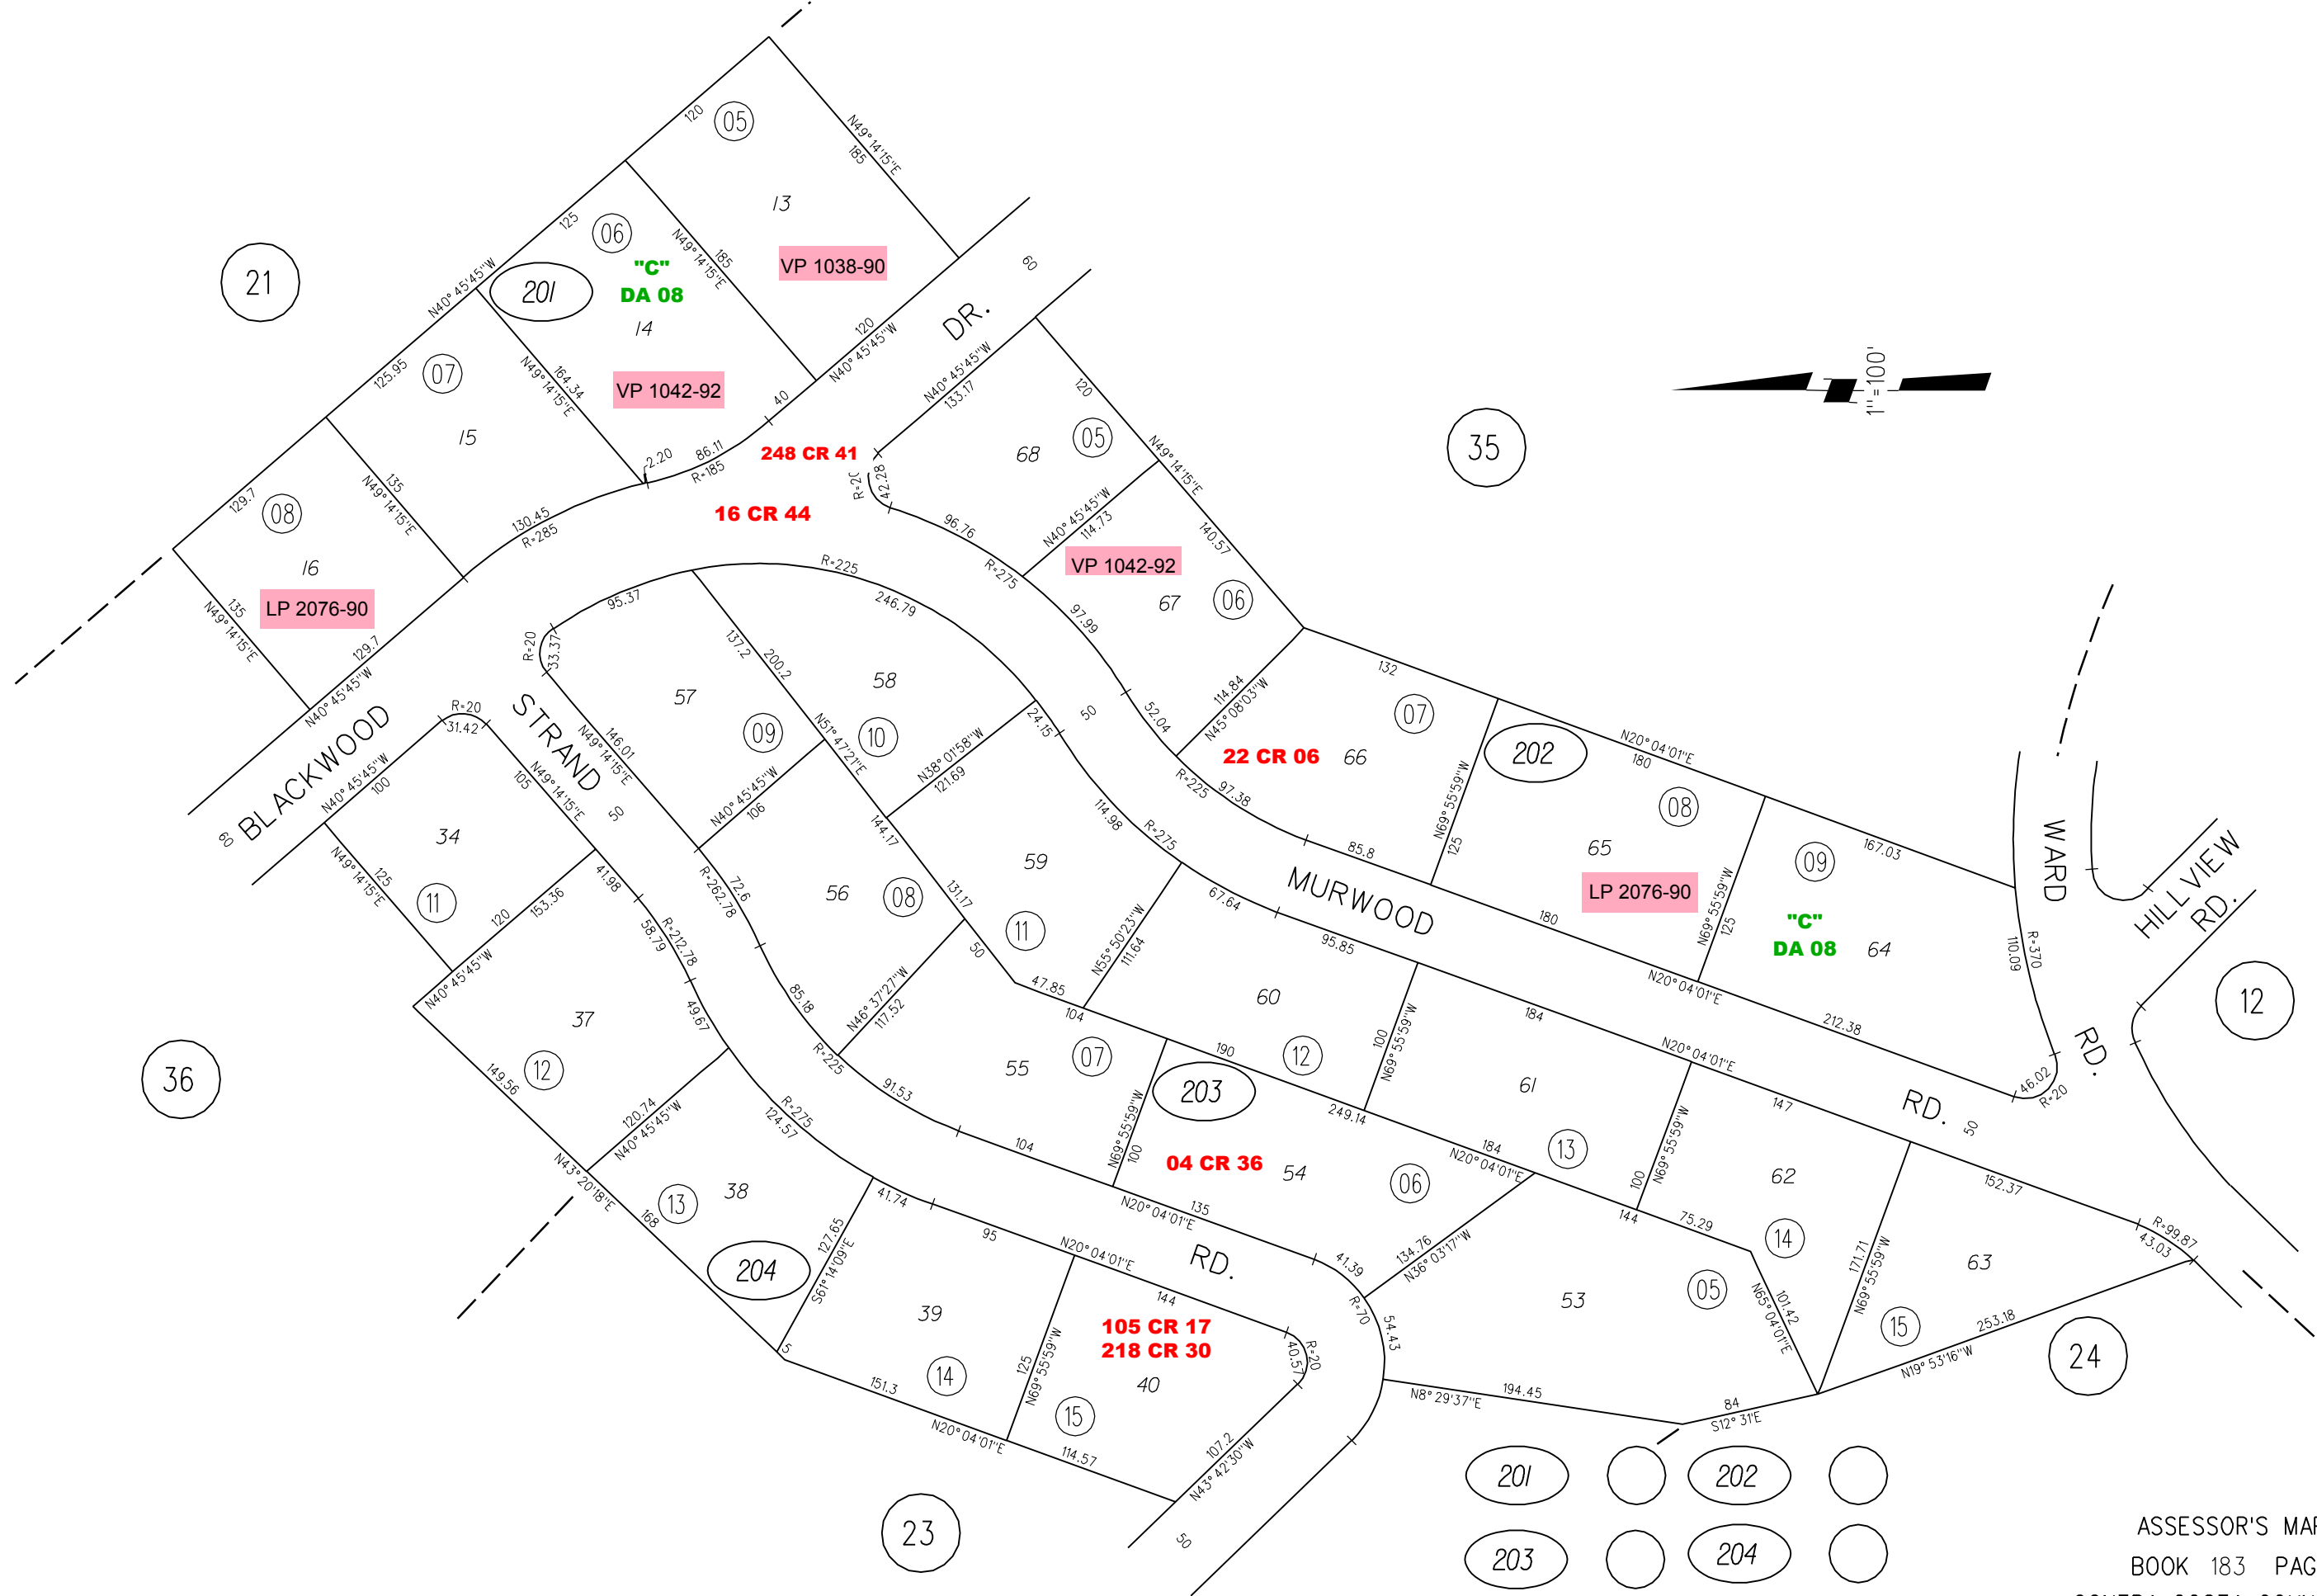 120
05
N49° 14'15"E
185
13
VP 1038-90
125
06
"C"
DA 08
N49° 14'15"E
185
21
N40° 45'45"W
201
14
VP 1042-92
120
N40° 45'45"W
60
DR.
125.95
07
N49° 14'15"E
164.34
15
40
2.20
86.11
R=185
248 CR 41
16 CR 44
N40° 45'45"W
133.17
120
68
05
R=20
42.28
35
1"=100'
129.7
08
16
LP 2076-90
135
N49° 14'15"E
130.45
R=285
135
N49° 14'15"E
129.7
N40° 45'45"W
96.76
R=275
N40° 45'45"W
114.73
N49° 14'15"E
140.57
VP 1042-92
67
06
97.99
R=225
246.79
95.37
R=20
33.37
137.2
200.2
58
57
09
10
N51° 47'21"E
N38° 01'58"W
121.69
24.15
50
52.04
114.84
N45° 08'03"W
132
07
22 CR 06
66
202
N20° 04'01"E
180
08
R=225
97.38
N69° 55'59"W
125
65
LP 2076-90
85.8
180
N69° 55'59"W
125
09
167.03
"C"
DA 08
64
WARD
R=370
110.09
HILLVIEW
RD.
12
RD.
46.02
R=20
212.38
N20° 04'01"E
BLACKWOOD
60
R=20
31.42
STRAND
50
146.01
N49° 14'15"E
N40° 45'45"W
100
N49° 14'15"E
105
34
11
N49° 14'15"E
125
120
153.36
N40° 45'45"W
41.98
58.79
R=212.78
N40° 45'45"W
106
R=262.78
72.6
56
08
144.17
131.17
50
59
11
114.98
R=275
MURWOOD
67.64
95.85
N55° 50'23"W
111.64
47.85
104
60
12
190
100
N69° 55'59"W
184
61
13
249.14
184
N20° 04'01"E
N20° 04'01"E
147
RD.
50
100
N69° 55'59"W
62
14
144
75.29
152.37
R=99.87
43.03
63
15
171.71
N69° 55'59"W
101.42
N65° 04'01"E
253.18
N19° 53'16"W
24
36
37
12
149.56
49.67
85.18
N46° 37'27"W
117.52
R=225
91.53
55
07
203
N69° 55'59"W
100
04 CR 36
54
06
104
N20° 04'01"E
135
120.74
N40° 45'45"W
R=275
124.57
N43° 20'18"E
168
38
13
204
127.65
S61° 14'09"E
41.74
95
N20° 04'01"E
144
RD.
41.39
134.76
N36° 03'17"W
R=70
54.43
53
05
39
14
5
151.3
N20° 04'01"E
125
N69° 55'59"W
105 CR 17
218 CR 30
40
15
R=20
40.57
114.57
107.2
N43° 42'30"W
50
N8° 29'37"E
194.45
84
S12° 31'E
23
201
202
203
204
ASSESSOR'S MAP
BOOK 183 PAG